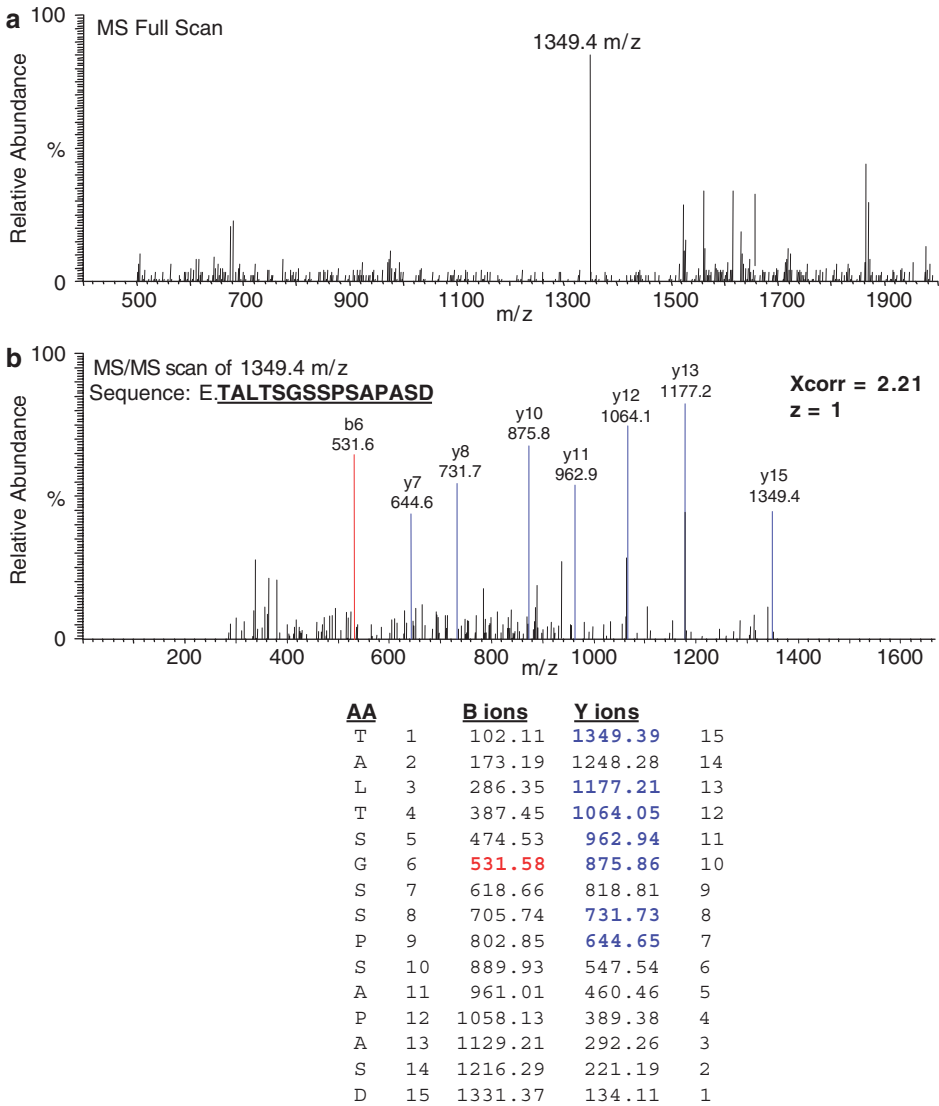 a
100
MS Full Scan
1349.4 m/z
Relative Abundance
%
0
500 700 900 1100 1300 1500 1700 1900
m/z
b
100
MS/MS scan of 1349.4 m/z
Sequence: E.TALTSGSSPSAPASD
Xcorr = 2.21
z = 1
b6
531.6
y7
644.6
y8
731.7
y10
875.8
y11
962.9
y12
1064.1
y13
1177.2
y15
1349.4
Relative Abundance
%
0
200 400 600 800 1000 1200 1400 1600
m/z
AA B ions Y ions
T 1 102.11 1349.39 15
A 2 173.19 1248.28 14
L 3 286.35 1177.21 13
T 4 387.45 1064.05 12
S 5 474.53 962.94 11
G 6 531.58 875.86 10
S 7 618.66 818.81 9
S 8 705.74 731.73 8
P 9 802.85 644.65 7
S 10 889.93 547.54 6
A 11 961.01 460.46 5
P 12 1058.13 389.38 4
A 13 1129.21 292.26 3
S 14 1216.29 221.19 2
D 15 1331.37 134.11 1